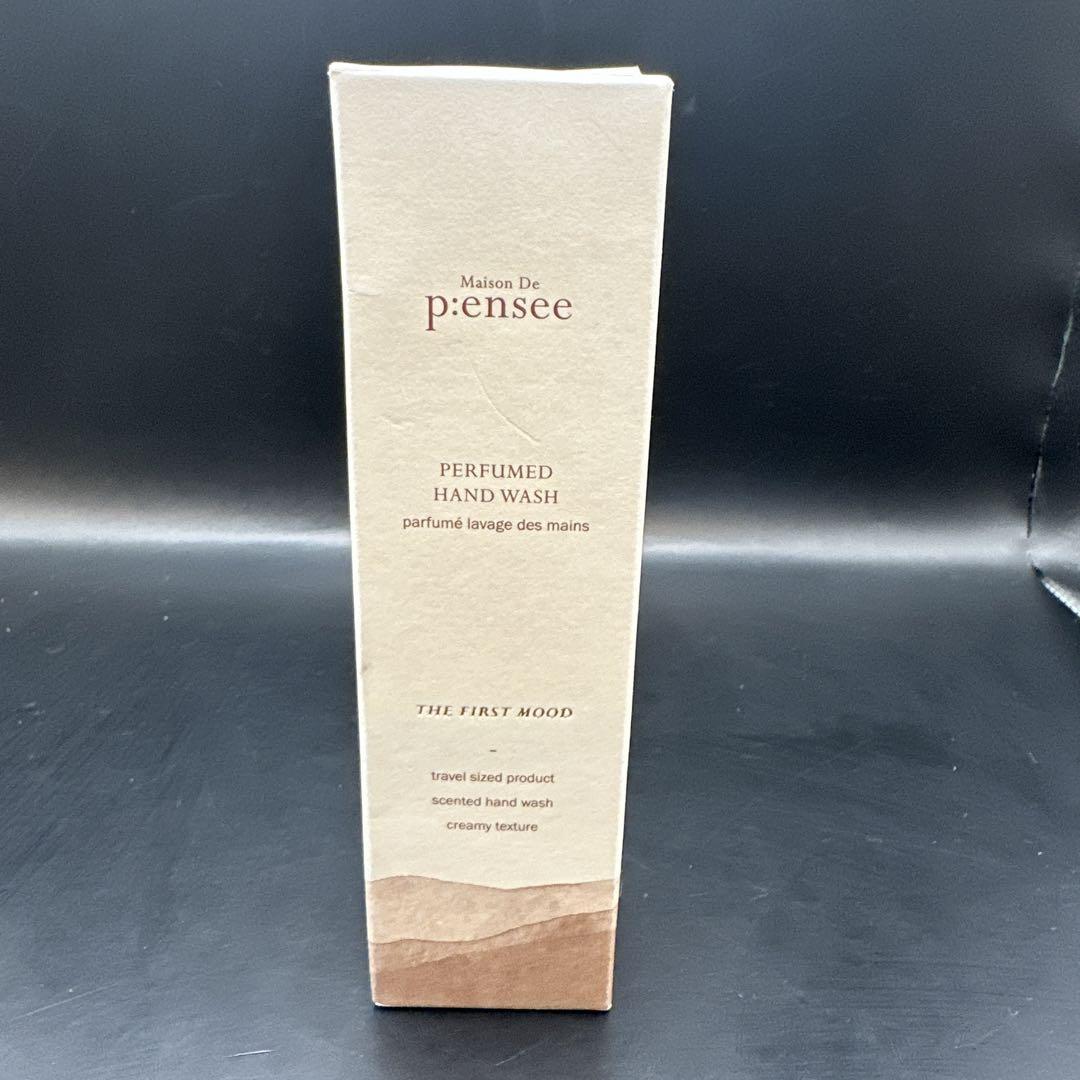 Maison De
p:ensee
PERFUMED
HAND WASH
parfumé lavage des mains
THE FIRST MOOD
-
travel sized product
scented hand wash
creamy texture